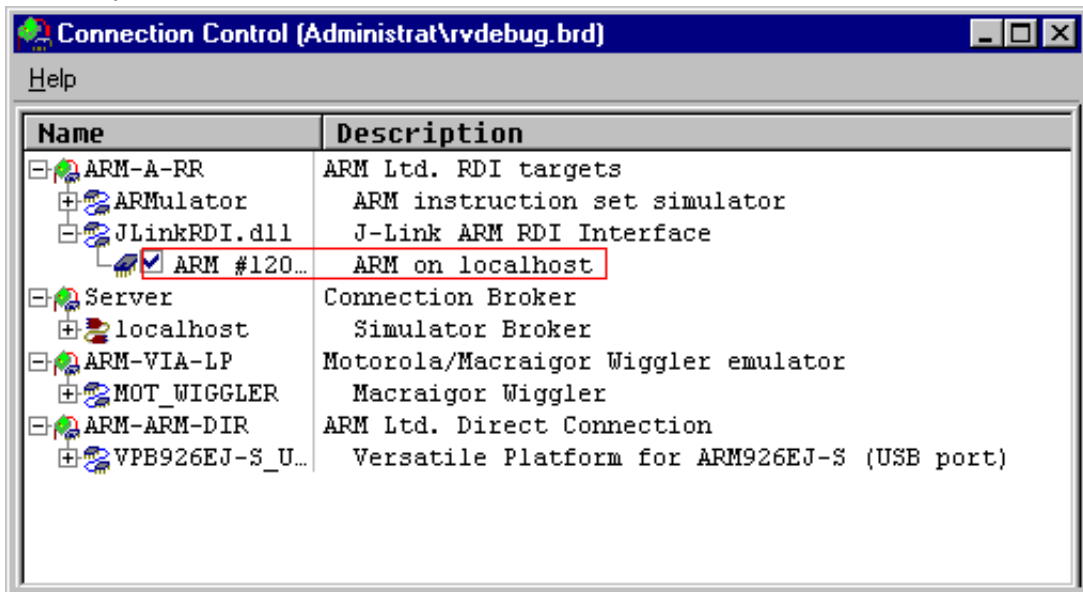 Connection Control (Administrat\rvdebug.brd)
Help
Name Description
ARM-A-RR ARM Ltd. RDI targets
ARMulator ARM instruction set simulator
JLinkRDI.dll J-Link ARM RDI Interface
ARM #120… ARM on localhost
Server Connection Broker
localhost Simulator Broker
ARM-VIA-LP Motorola/Macraigor Wiggler emulator
MOT_WIGGLER Macraigor Wiggler
ARM-ARM-DIR ARM Ltd. Direct Connection
VPB926EJ-S_U… Versatile Platform for ARM926EJ-S (USB port)